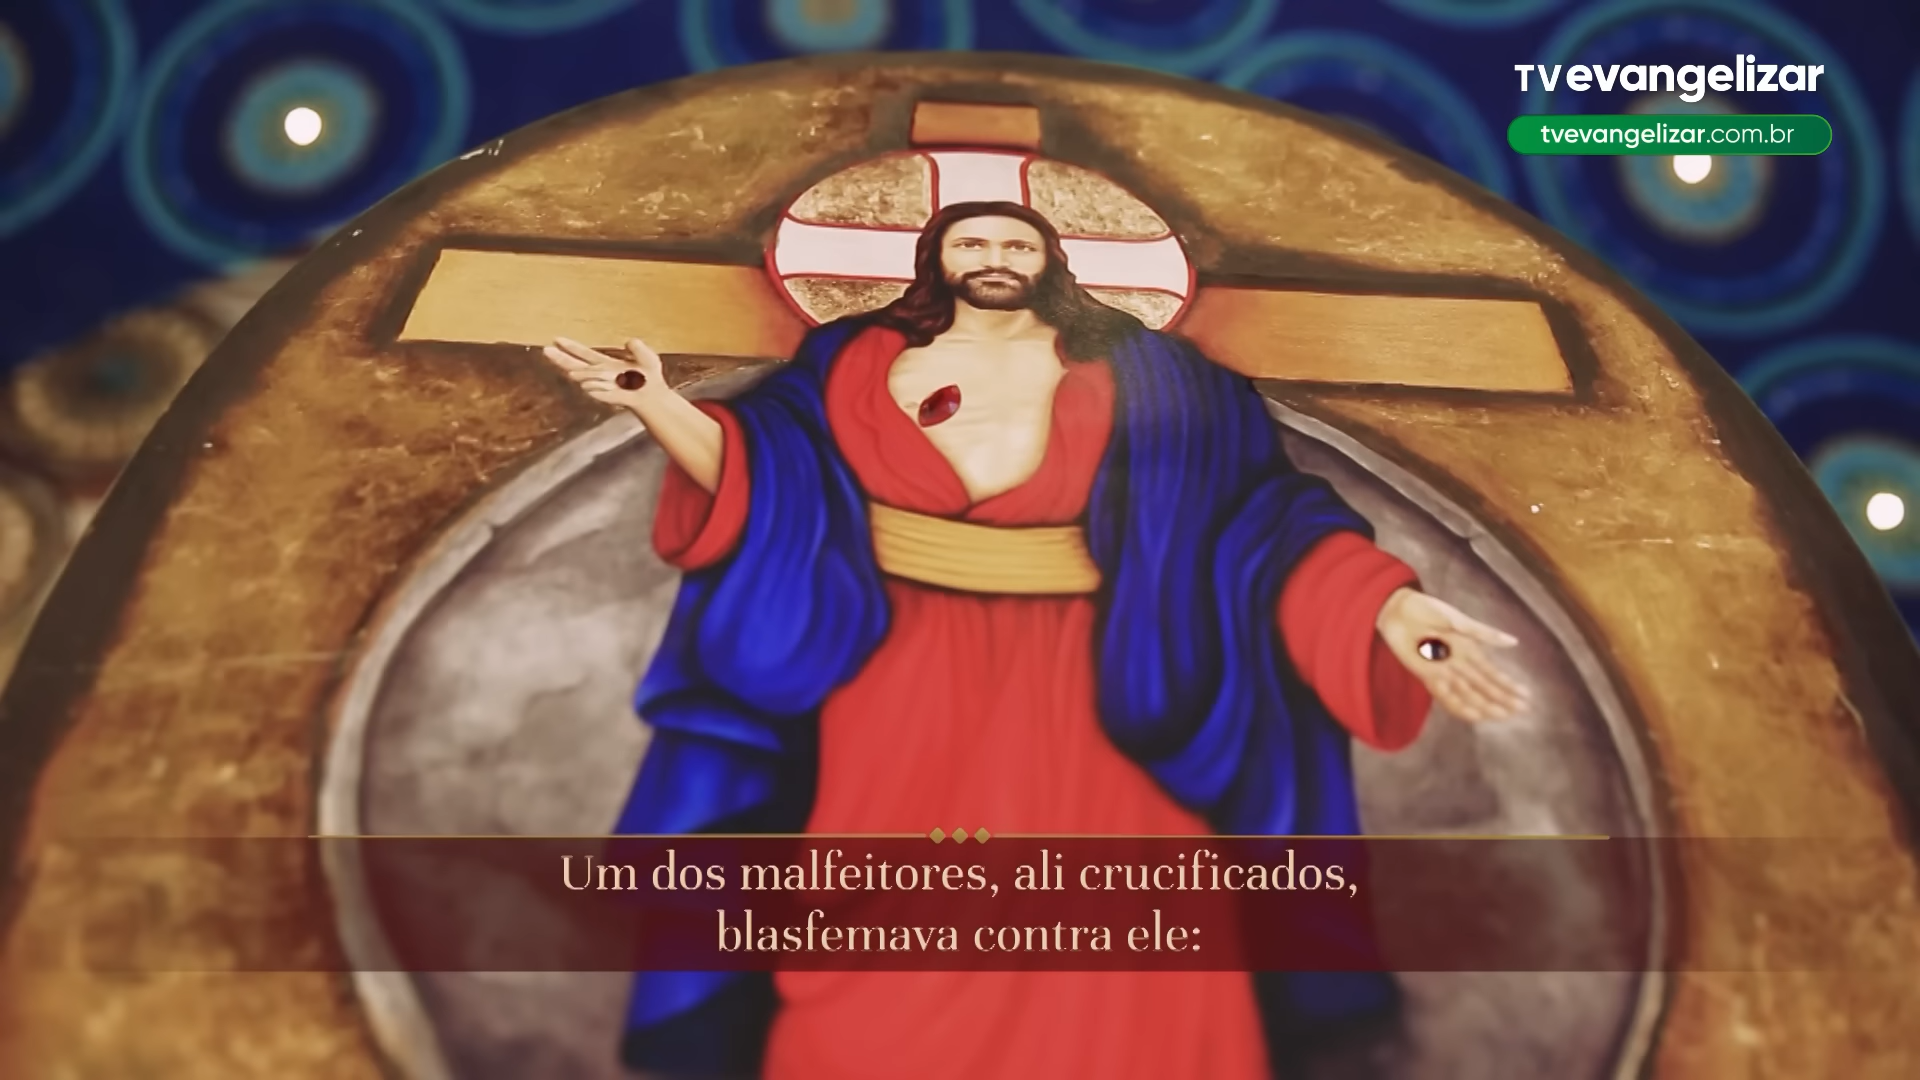 TVevangelizar
tvevangelizar.com.br
Um dos malfeitores, ali crucificados,
blasfemava contra ele: